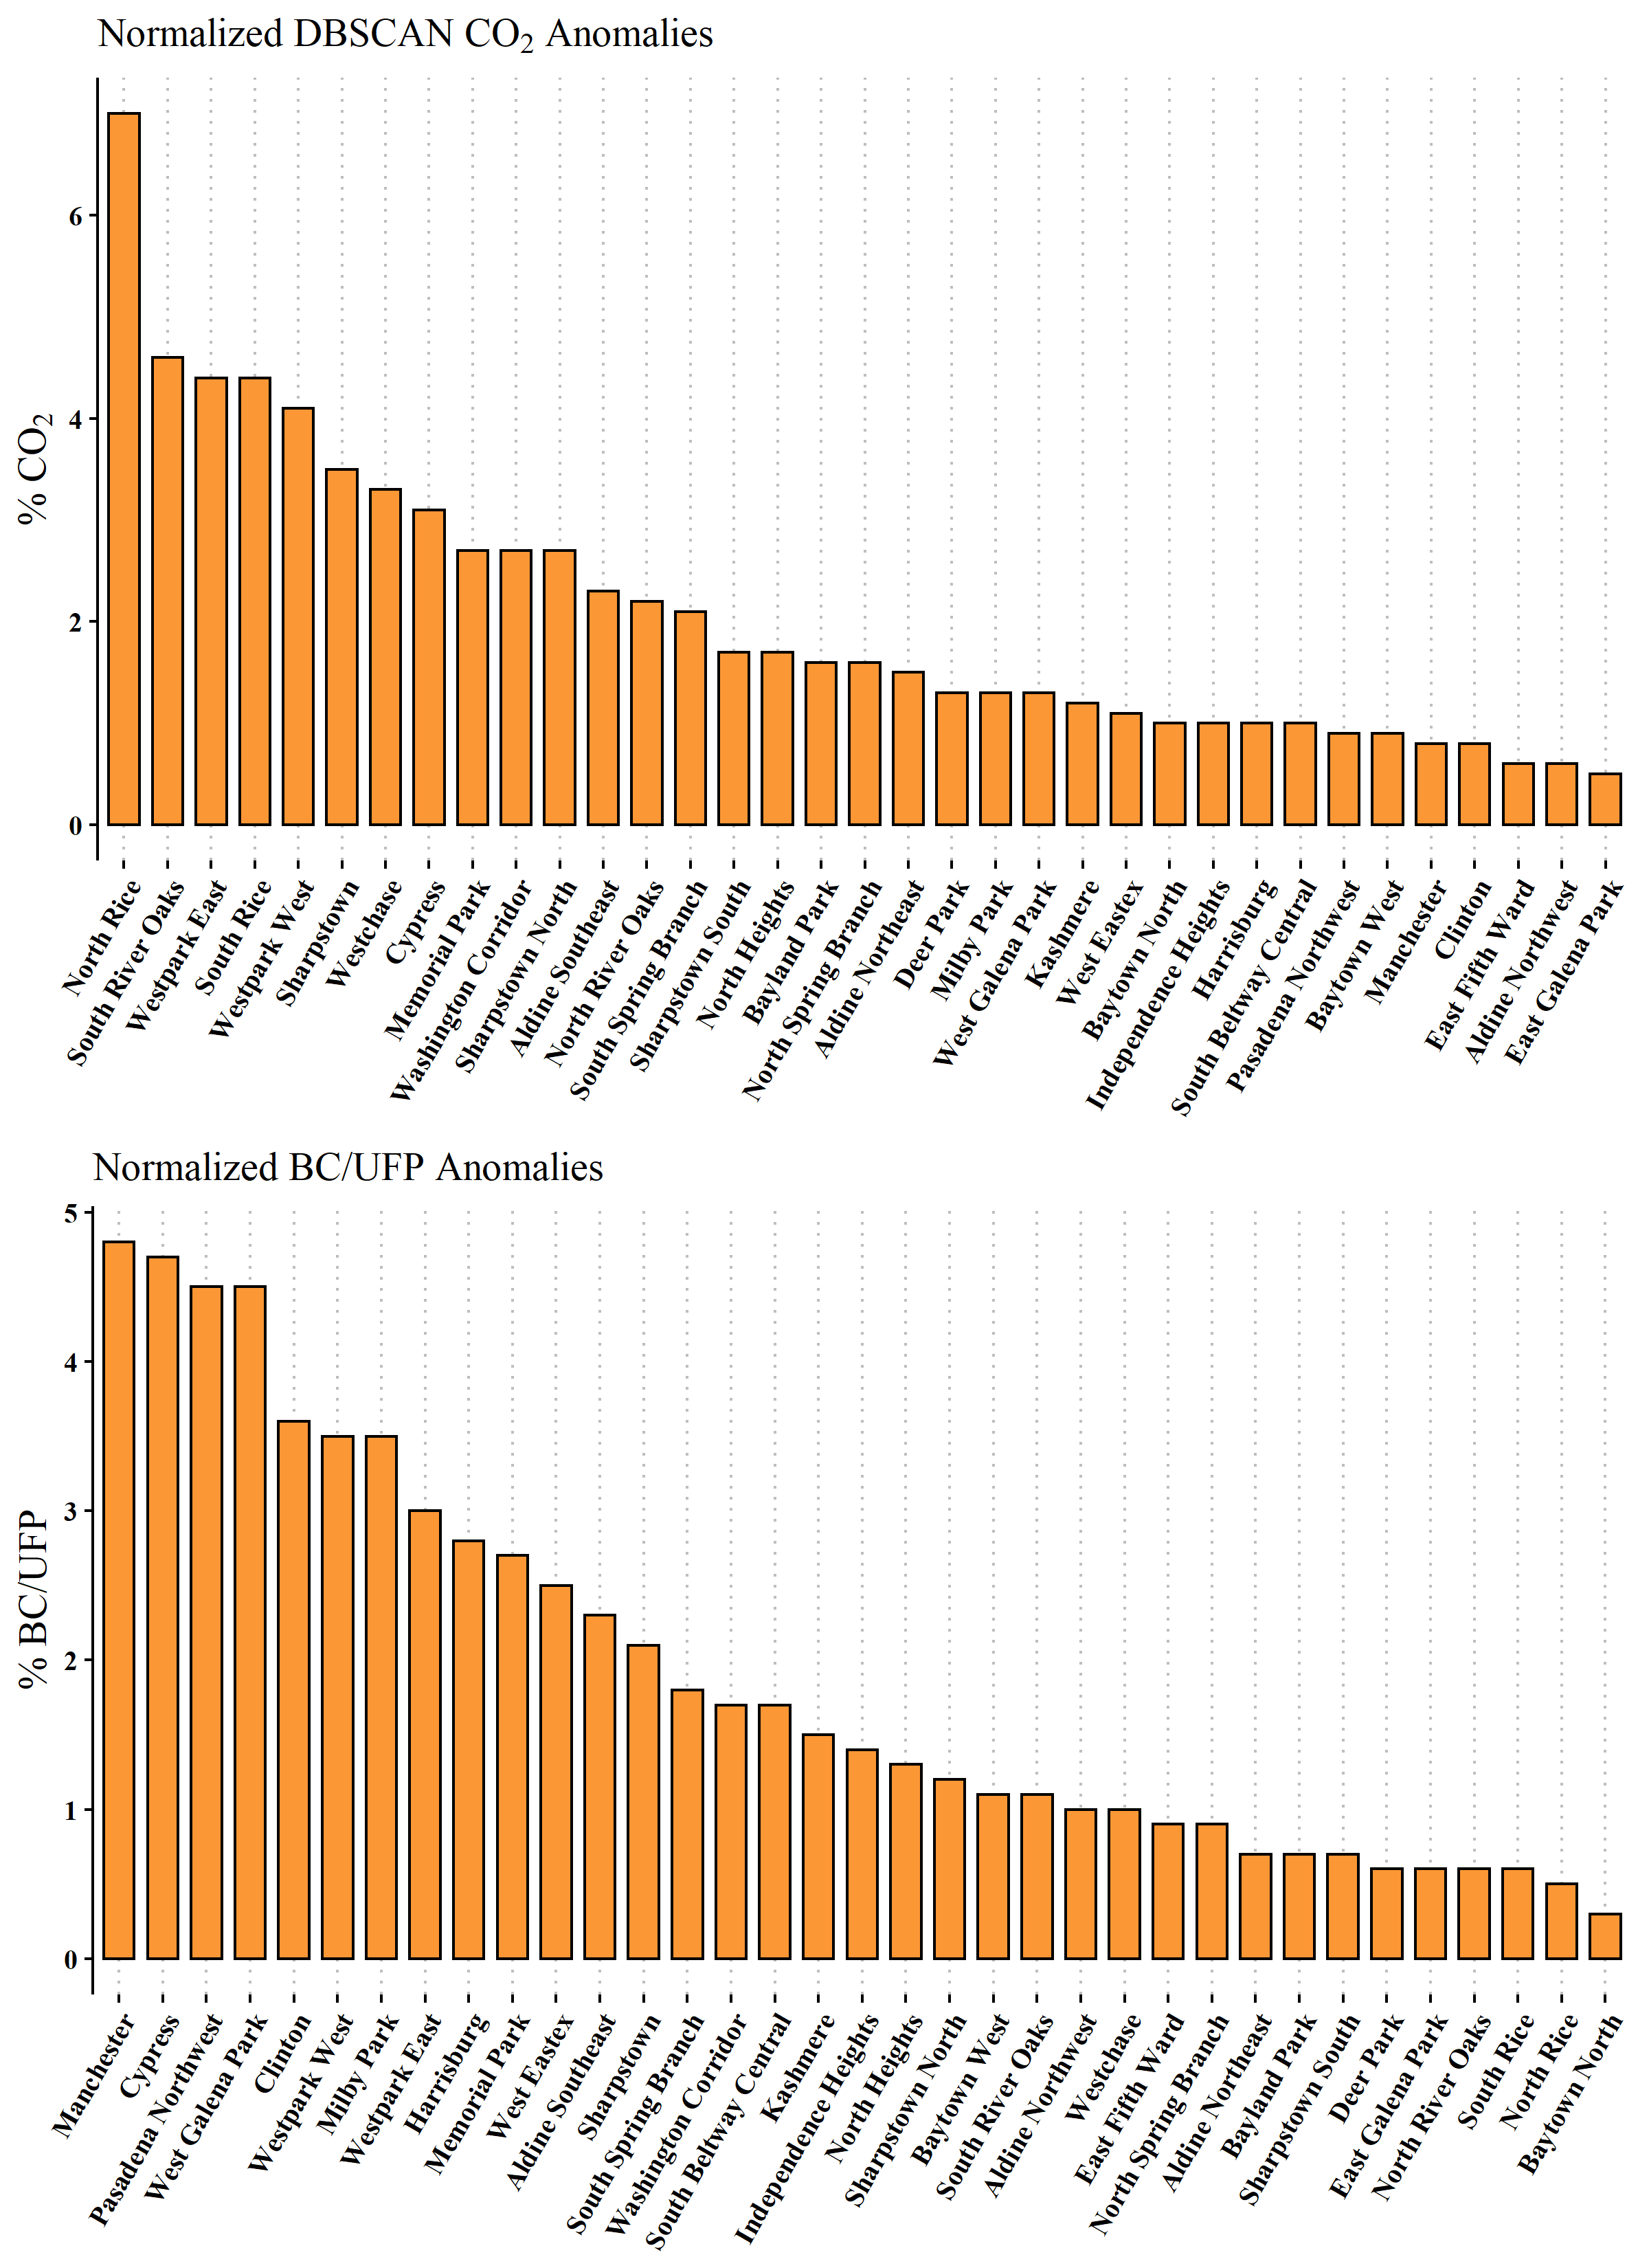 Normalized DBSCAN CO₂ Anomalies
% CO₂
6
4
2
0
North Rice
South River Oaks
Westpark East
South Rice
Westpark West
Sharpstown
Westchase
Cypress
Memorial Park
Washington Corridor
Sharpstown North
Aldine Southeast
North River Oaks
South Spring Branch
Sharpstown South
North Heights
Bayland Park
North Spring Branch
Aldine Northeast
Deer Park
Milby Park
West Galena Park
Kashmere
West Eastex
Baytown North
Independence Heights
Harrisburg
South Beltway Central
Pasadena Northwest
Baytown West
Manchester
Clinton
East Fifth Ward
Aldine Northwest
East Galena Park
Normalized BC/UFP Anomalies
% BC/UFP
5
4
3
2
1
0
Manchester
Cypress
Pasadena Northwest
West Galena Park
Clinton
Westpark West
Milby Park
Westpark East
Harrisburg
Memorial Park
West Eastex
Aldine Southeast
Sharpstown
South Spring Branch
Washington Corridor
South Beltway Central
Kashmere
Independence Heights
North Heights
Sharpstown North
Baytown West
South River Oaks
Aldine Northwest
Westchase
East Fifth Ward
North Spring Branch
Aldine Northeast
Bayland Park
Sharpstown South
Deer Park
East Galena Park
North River Oaks
South Rice
North Rice
Baytown North